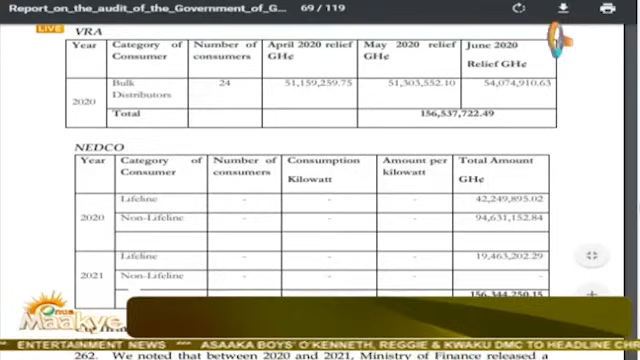 Report_on_the_audit_of_the_Government_of_G... 69 / 119
LIVE
VRA
Year Category of Consumer Number of consumers April 2020 relief GH¢ May 2020 relief GH¢ June 2020 Relief GH¢
2020 Bulk Distributors 24 51,159,259.75 51,303,552.10 54,074,910.63
Total 156,537,722.49
NEDCO
Year Category of Consumer Number of consumers Consumption Kilowatt Amount per kilowatt Total Amount GH¢
2020 Lifeline - - - 42,249,895.02
Non-Lifeline - - - 94,631,152.84
2021 Lifeline - - - 19,463,202.29
Non-Lifeline - - - -
156,344,250.15
Onua
Maakye
ENTERTAINMENT NEWS *** ASAAKA BOYS' O'KENNETH, REGGIE & KWAKU DMC TO HEADLINE CHR
262. We noted that between 2020 and 2021, Ministry of Finance released a